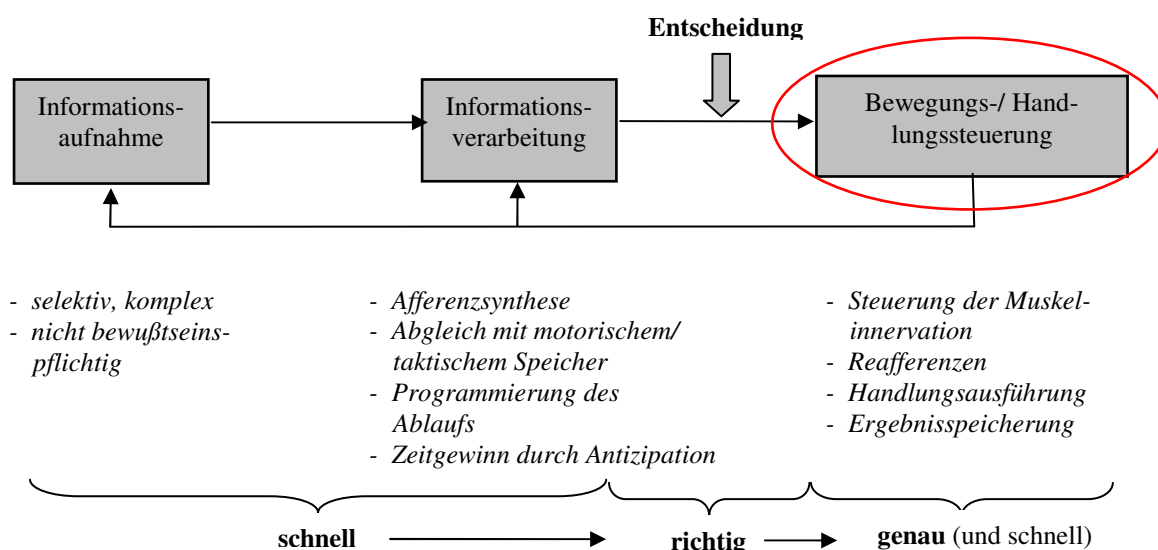 Entscheidung
Informations-
aufnahme
Informations-
verarbeitung
Bewegungs-/ Hand-
lungssteuerung
- selektiv, komplex
- nicht bewußtseins-
pflichtig
- Afferenzsynthese
- Abgleich mit motorischem/
taktischem Speicher
- Programmierung des
Ablaufs
- Zeitgewinn durch Antizipation
- Steuerung der Muskel-
innervation
- Reafferenzen
- Handlungsausführung
- Ergebnisspeicherung
schnell
richtig
genau (und schnell)